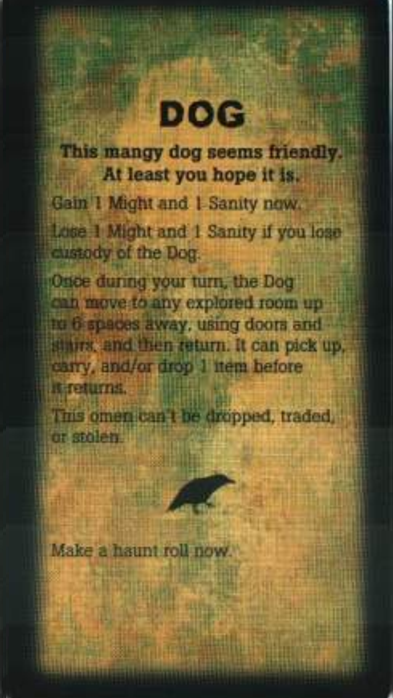 DOG
This mangy dog seems friendly.
At least you hope it is.
Gain 1 Might and 1 Sanity now.
Lose 1 Might and 1 Sanity if you lose
custody of the Dog.
Once during your turn, the Dog
can move to any explored room up
to 6 spaces away, using doors and
stairs, and then return. It can pick up,
carry, and/or drop 1 item before
it returns.
This omen can't be dropped, traded,
or stolen.
Make a haunt roll now.